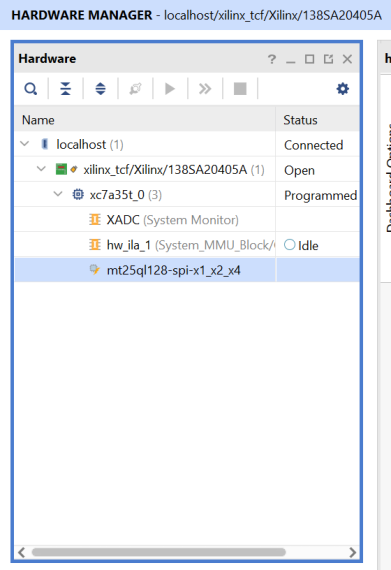 HARDWARE MANAGER - localhost/xilinx_tcf/Xilinx/138SA20405A
Hardware
Name Status
localhost (1) Connected
xilinx_tcf/Xilinx/138SA20405A (1) Open
xc7a35t_0 (3) Programmed
XADC (System Monitor)
hw_ila_1 (System_MMU_Block/ Idle
mt25ql128-spi-x1_x2_x4
Dashboard Options